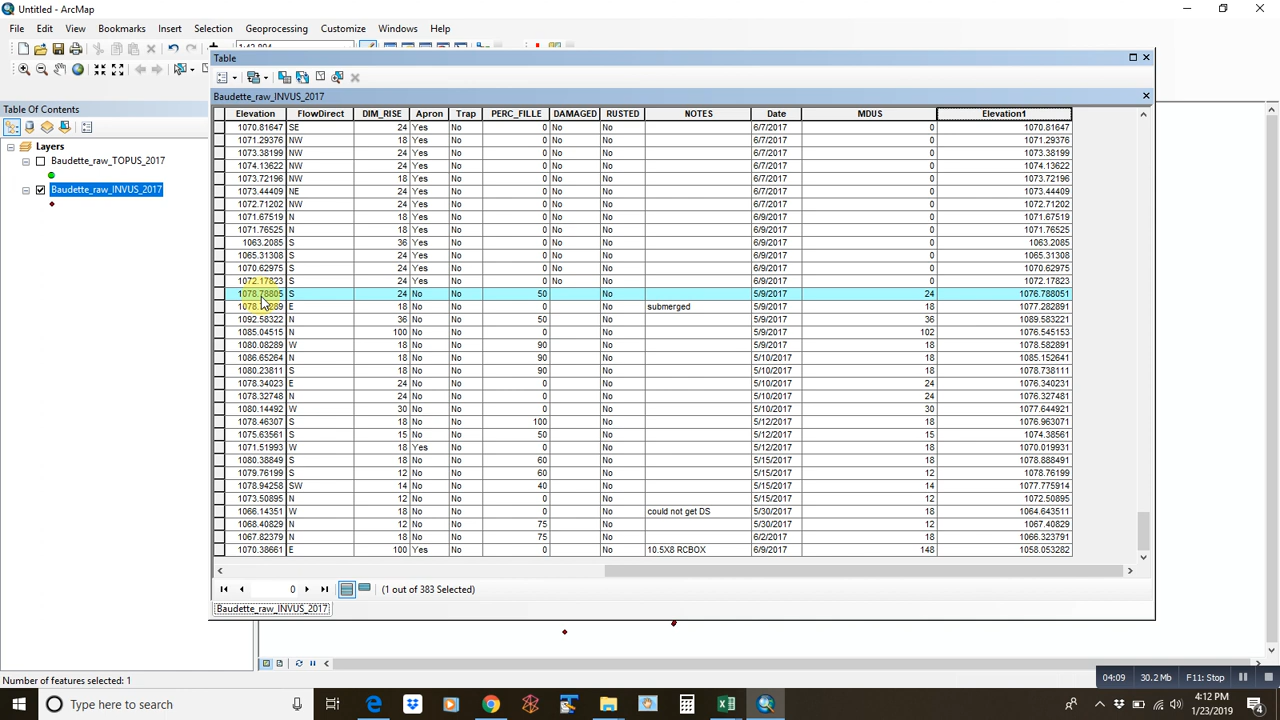 Untitled - ArcMap
File Edit View Bookmarks Insert Selection Geoprocessing Customize Windows Help
Table
Table Of Contents
Layers
Baudette_raw_TOPUS_2017
Baudette_raw_INVUS_2017
Baudette_raw_INVUS_2017
Elevation FlowDirect DIM_RISE Apron Trap PERC_FILLE DAMAGED RUSTED NOTES Date MDUS Elevation1
1070.81647 SE 24 Yes No 0 No No 6/7/2017 0 1070.81647
1071.29376 NW 18 Yes No 0 No No 6/7/2017 0 1071.29376
1073.38199 NW 24 Yes No 0 No No 6/7/2017 0 1073.38199
1074.13622 NW 24 Yes No 0 No No 6/7/2017 0 1074.13622
1073.72196 NW 18 Yes No 0 No No 6/7/2017 0 1073.72196
1073.44409 NE 24 Yes No 0 No No 6/7/2017 0 1073.44409
1072.71202 NW 24 Yes No 0 No No 6/7/2017 0 1072.71202
1071.67519 N 18 Yes No 0 No No 6/9/2017 0 1071.67519
1071.76525 N 18 Yes No 0 No No 6/9/2017 0 1071.76525
1063.2085 S 36 Yes No 0 No No 6/9/2017 0 1063.2085
1065.31308 S 24 Yes No 0 No No 6/9/2017 0 1065.31308
1070.62975 S 24 Yes No 0 No No 6/9/2017 0 1070.62975
1072.17823 S 24 Yes No 0 No No 6/9/2017 0 1072.17823
1078.78805 S 24 No No 50 No 5/9/2017 24 1076.788051
E 18 No No 0 No submerged 5/9/2017 18 1077.282891
1092.58322 N 36 No No 50 No 5/9/2017 36 1089.583221
1085.04515 N 100 No No 0 No 5/9/2017 102 1076.545153
1080.08289 W 18 No No 90 No 5/9/2017 18 1078.582891
1086.65264 N 18 No No 90 No 5/10/2017 18 1085.152641
1080.23811 S 18 No No 90 No 5/10/2017 18 1078.738111
1078.34023 E 24 No No 0 No 5/10/2017 24 1076.340231
1078.32748 N 24 No No 0 No 5/10/2017 24 1076.327481
1080.14492 W 30 No No 0 No 5/10/2017 30 1077.644921
1078.46307 S 18 No No 100 No 5/12/2017 18 1076.963071
1075.63561 S 15 No No 50 No 5/12/2017 15 1074.38561
1071.51993 W 18 Yes No 0 No 5/12/2017 18 1070.019931
1080.38849 S 18 No No 60 No 5/15/2017 18 1078.888491
1079.76199 S 12 No No 60 No 5/15/2017 12 1078.76199
1078.94258 SW 14 No No 40 No 5/15/2017 14 1077.775914
1073.50895 N 12 No No 0 No 5/15/2017 12 1072.50895
1066.14351 W 18 No No 0 No could not get DS 5/30/2017 18 1064.643511
1068.40829 N 12 No No 75 No 5/30/2017 12 1067.40829
1067.82379 N 18 No No 75 No 6/2/2017 18 1066.323791
1070.38661 E 100 Yes No 0 No 10.5X8 RCBOX 6/9/2017 148 1058.053282
0 (1 out of 383 Selected)
Baudette_raw_INVUS_2017
Number of features selected: 1
04:09 30.2 Mb F11: Stop
Type here to search
4:12 PM
1/23/2019
4